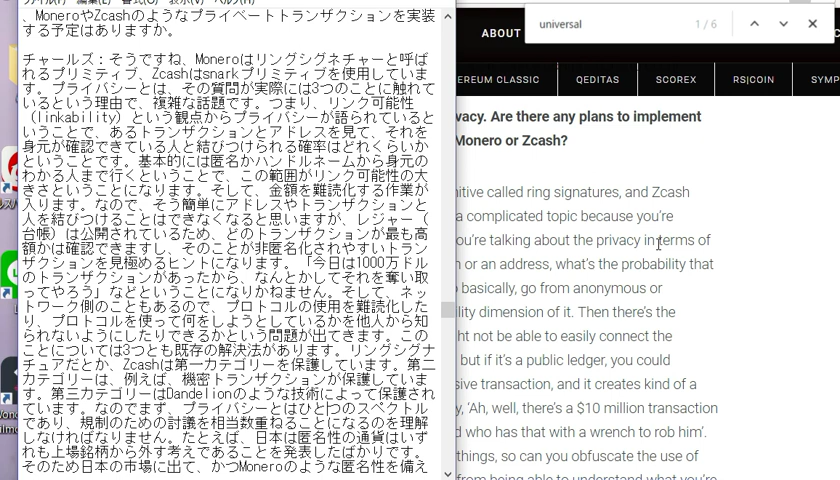 、MoneroやZcashのようなプライベートトランザクションを実装
する予定はありますか。
チャールズ：そうですね、Moneroはリングシグネチャーと呼ば
れるプリミティブ、Zcashはsnarkプリミティブを使用していま
す。プライバシーとは、その質問が実際には3つのことに触れて
いるという理由で、複雑な話題です。つまり、リンク可能性
（linkability）という観点からプライバシーが語られていると
いうことで、あるトランザクションとアドレスを見て、それを
身元が確認できている人と結びつけられる確率はどれくらいか
ということです。基本的には匿名かハンドルネームから身元の
わかる人まで行くということで、この範囲がリンク可能性の大
きさということになります。そして、金額を難読化する作業が
入ります。なので、そう簡単にアドレスやトランザクションと
人を結びつけることはできなくなると思いますが、レジャー（
台帳）は公開されているため、どのトランザクションが最も高
額かは確認できますし、そのことが非匿名化されやすいトラン
ザクションを見極めるヒントになります。「今日は1000万ドル
のトランザクションがあったから、なんとかしてそれを奪い取
ってやろう」などということになりかねません。そして、ネッ
トワーク側のこともあるので、プロトコルの使用を難読化した
り、プロトコルを使って何をしようとしているかを他人から知
られないようにしたりできるかという問題が出てきます。この
ことについては3つとも既存の解決法があります。リングシグナ
チュアだとか、Zcashは第一カテゴリーを保護しています。第二
カテゴリーは、例えば、機密トランザクションが保護していま
す。第三カテゴリーはDandelionのような技術によって保護され
ています。なのでまず、プライバシーとはひとつのスペクトル
であり、規制のための討議を相当数重ねることになるのを理解
しなければなりません。たとえば、日本は匿名性の通貨はいず
れも上場銘柄から外す考えであることを発表したばかりです。
そのため日本の市場に出て、かつMoneroのような匿名性を備え
universal 1 / 6
ABOUT
EREUM CLASSIC QEDITAS SCOREX RS|COIN SYMP
vacy. Are there any plans to implement
Monero or Zcash?
nitive called ring signatures, and Zcash
a complicated topic because you're
ou're talking about the privacy in terms of
n or an address, what's the probability that
basically, go from anonymous or
ility dimension of it. Then there's the
ht not be able to easily connect the
but if it's a public ledger, you could
sive transaction, and it creates kind of a
y, 'Ah, well, there's a $10 million transaction
d who has that with a wrench to rob him'.
things, so can you obfuscate the use of
from being able to understand what you're